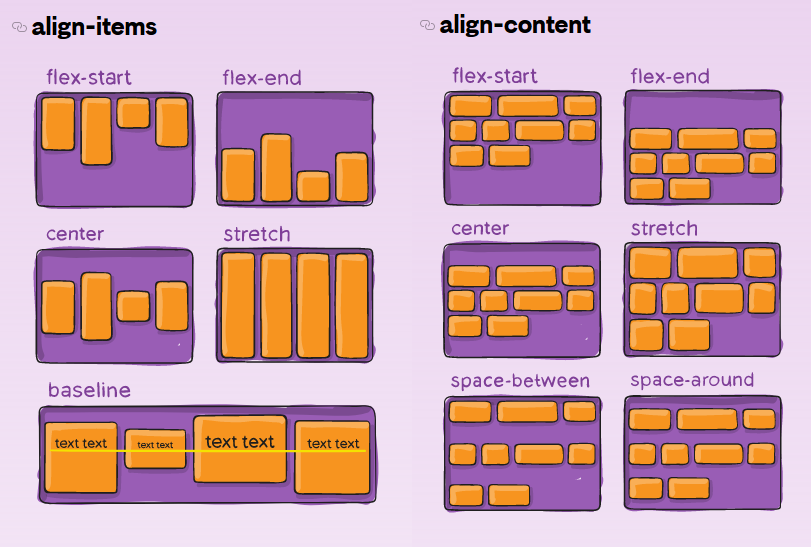 align-items
flex-start
flex-end
center
stretch
baseline
text text
text text
text text
text text
align-content
flex-start
flex-end
center
stretch
space-between
space-around